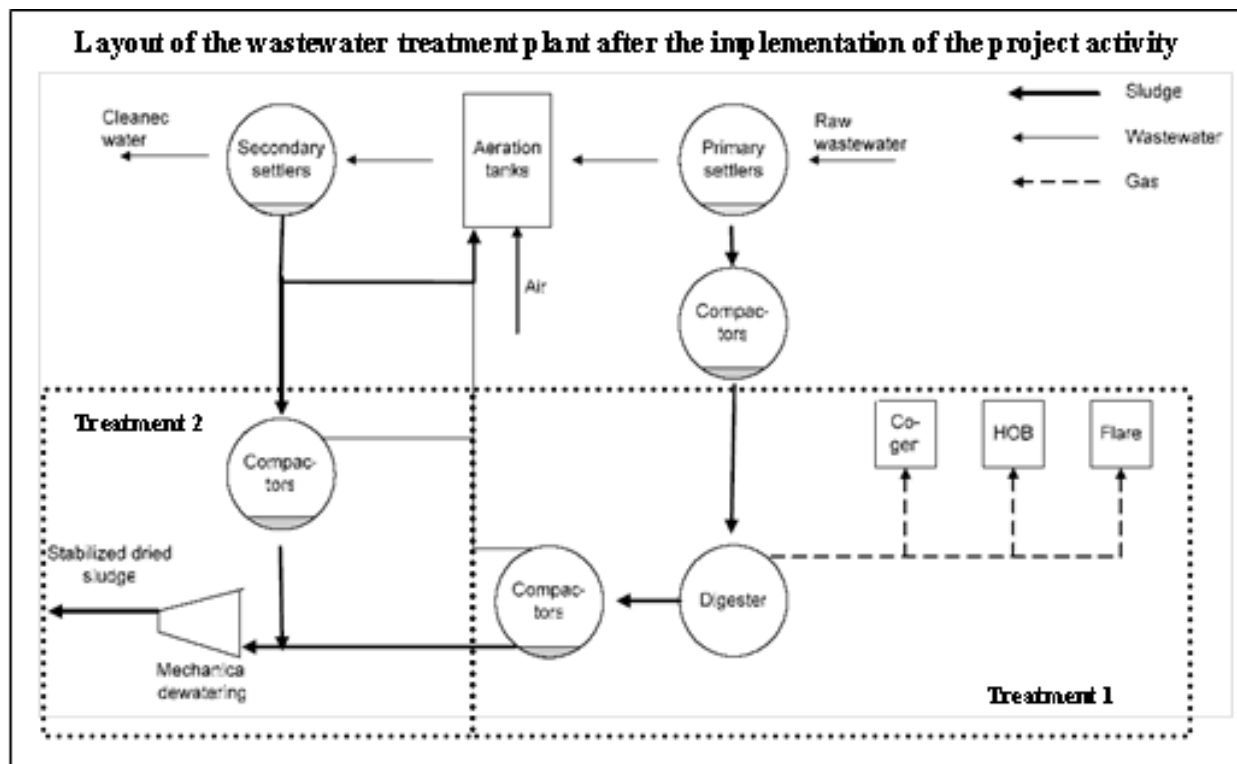 Layout of the wastewater treatment plant after the implementation of the project activity
Cleanec
water
Secondary
settlers
Aeration
tanks
Primary
settlers
Raw
wastewater
Sludge
Wastewater
Gas
Air
Compac-
tors
Treatment 2
Compac-
tors
Co-
ger
HOB
Flare
Stabilized dried
sludge
Compac-
tors
Digester
Mechanica
dewatering
Treatment 1